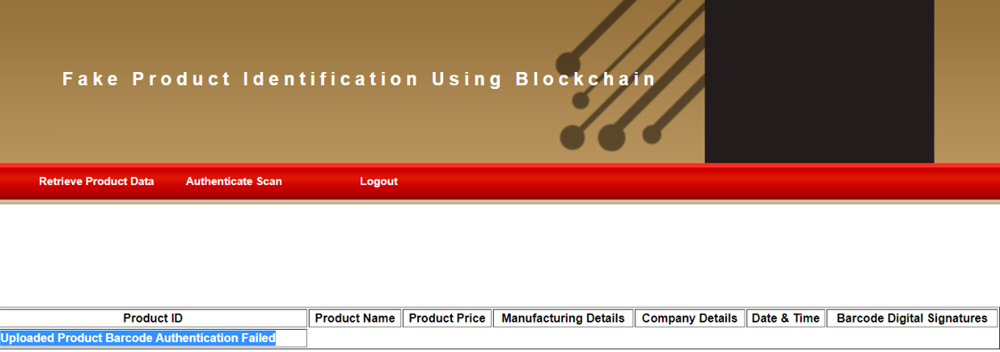 Fake Product Identification Using Blockchain
Retrieve Product Data Authenticate Scan Logout
Product ID Product Name Product Price Manufacturing Details Company Details Date & Time Barcode Digital Signatures
Uploaded Product Barcode Authentication Failed